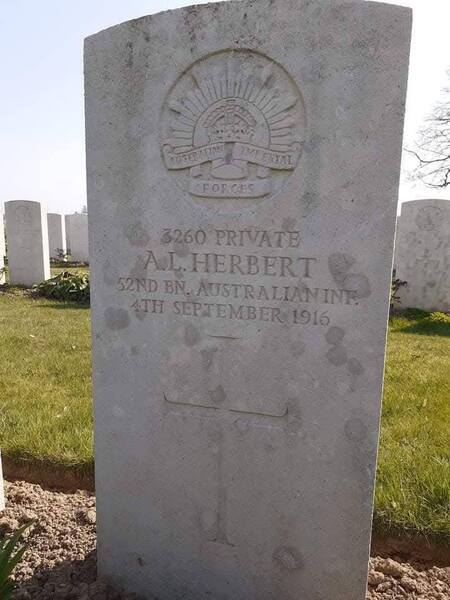 AUSTRALIAN IMPERIAL
FORCES
3260 PRIVATE
A.L. HERBERT
52ND BN. AUSTRALIAN INF.
4TH SEPTEMBER 1916